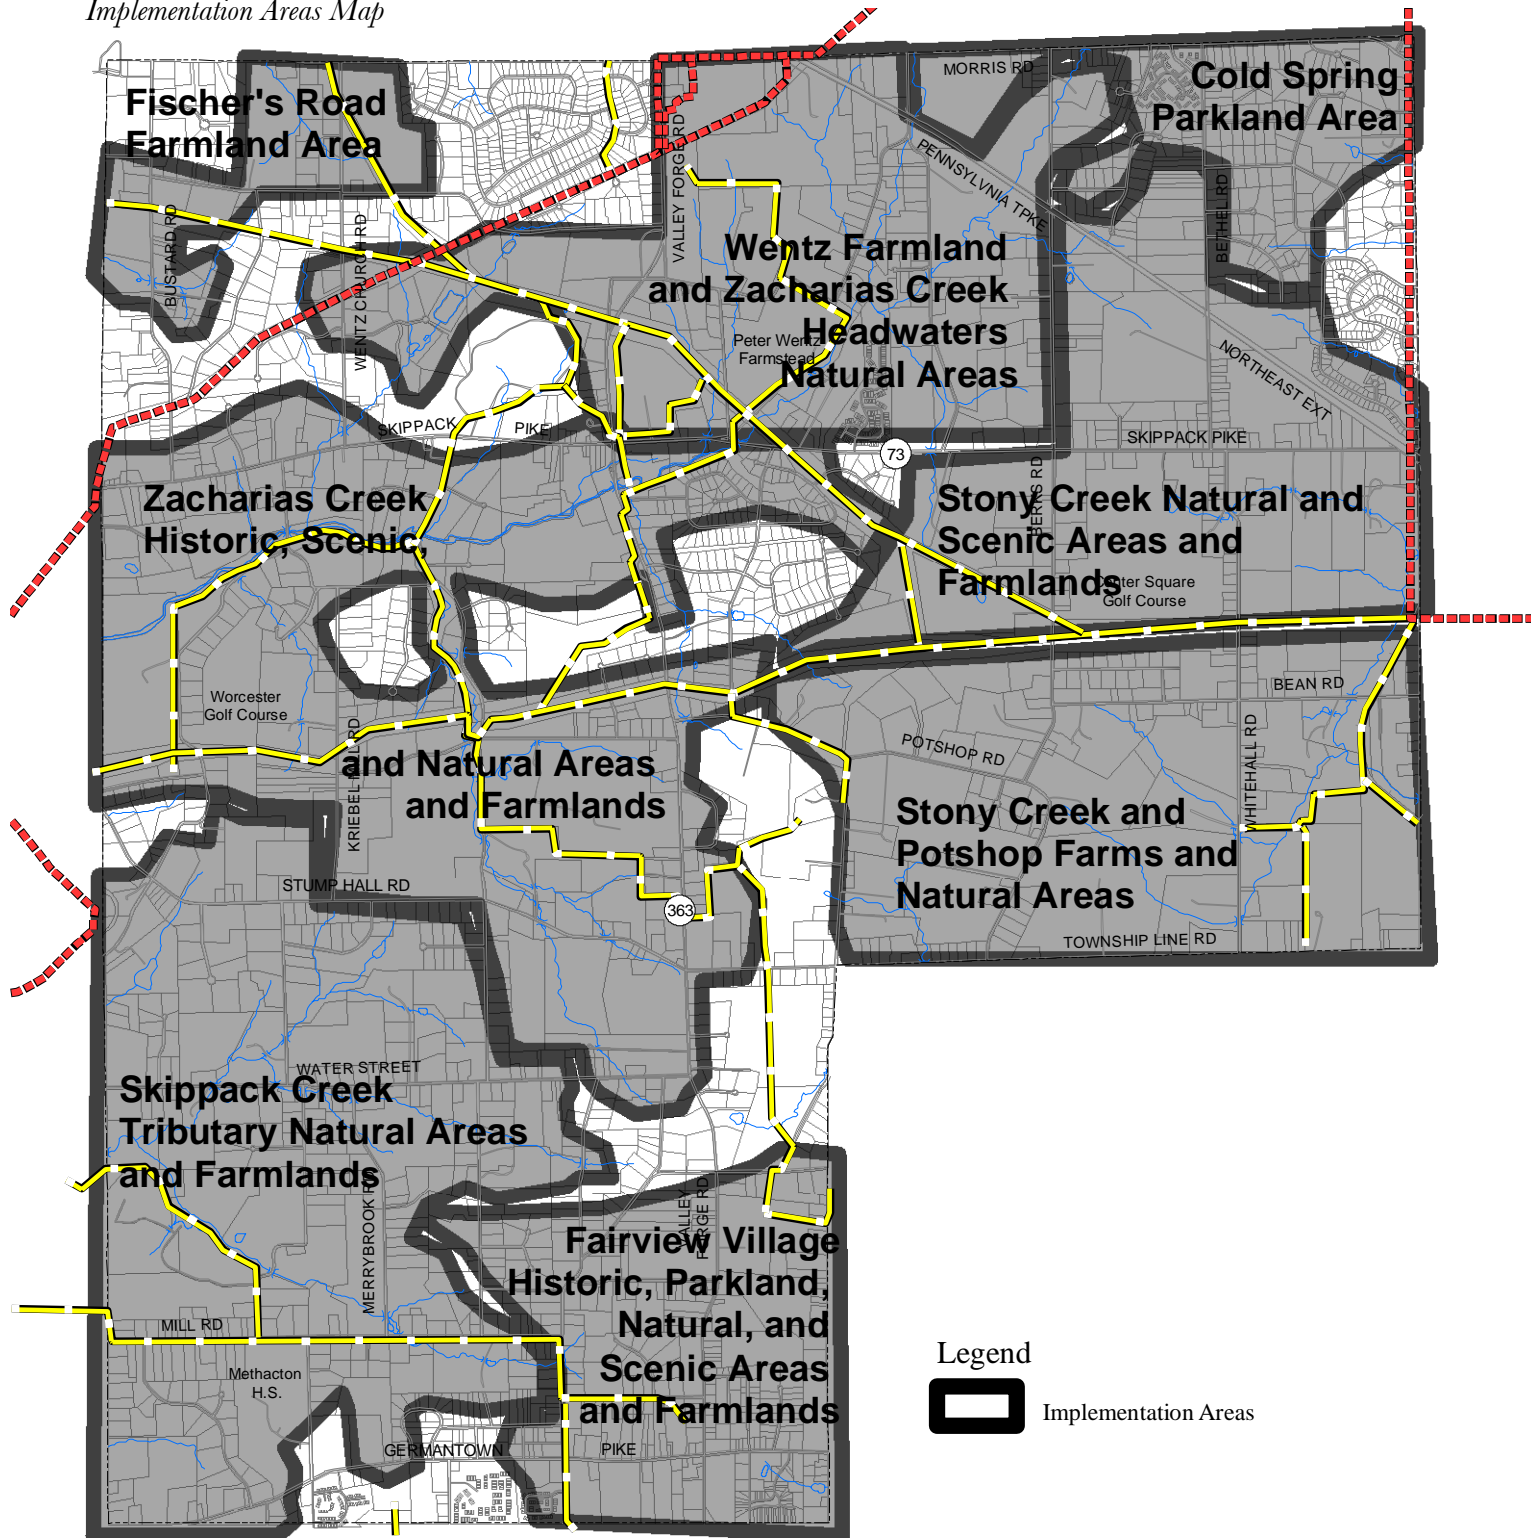 Implementation Areas Map
Fischer's Road
Farmland Area
MORRIS RD
Cold Spring
Parkland Area
VALLEY FORGE RD
PENNSYLVNIA TPKE
BETHEL RD
BUSTARD RD
WENTZ CHURCH RD
Wentz Farmland
and Zacharias Creek
Headwaters
Natural Areas
Peter Wentz
Farmstead
NORTHEAST EXT
SKIPPACK PIKE
SKIPPACK PIKE
73
BERKS RD
Zacharias Creek
Historic, Scenic,
Stony Creek Natural and
Scenic Areas and
Farmlands
Center Square
Golf Course
Worcester
Golf Course
BEAN RD
KRIEBEL MILL RD
POTSHOP RD
WHITEHALL RD
and Natural Areas
and Farmlands
Stony Creek and
Potshop Farms and
Natural Areas
STUMP HALL RD
363
TOWNSHIP LINE RD
WATER STREET
Skippack Creek
Tributary Natural Areas
and Farmlands
MERRYBROOK RD
VALLEY
FORGE RD
Fairview Village
Historic, Parkland,
Natural, and
Scenic Areas
and Farmlands
MILL RD
Methacton
H.S.
GERMANTOWN PIKE
Legend
Implementation Areas